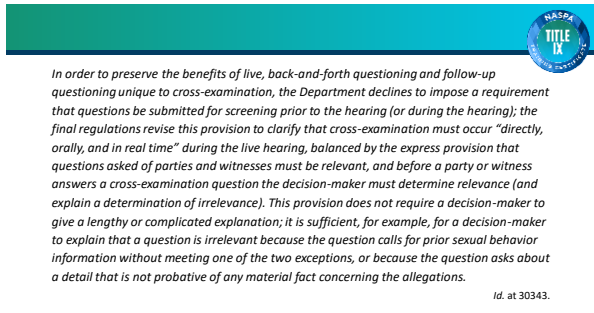 NASPA
TITLE
IX
TRAINING CERTIFICATE
In order to preserve the benefits of live, back-and-forth questioning and follow-up
questioning unique to cross-examination, the Department declines to impose a requirement
that questions be submitted for screening prior to the hearing (or during the hearing); the
final regulations revise this provision to clarify that cross-examination must occur “directly,
orally, and in real time” during the live hearing, balanced by the express provision that
questions asked of parties and witnesses must be relevant, and before a party or witness
answers a cross-examination question the decision-maker must determine relevance (and
explain a determination of irrelevance). This provision does not require a decision-maker to
give a lengthy or complicated explanation; it is sufficient, for example, for a decision-maker
to explain that a question is irrelevant because the question calls for prior sexual behavior
information without meeting one of the two exceptions, or because the question asks about
a detail that is not probative of any material fact concerning the allegations.
Id. at 30343.